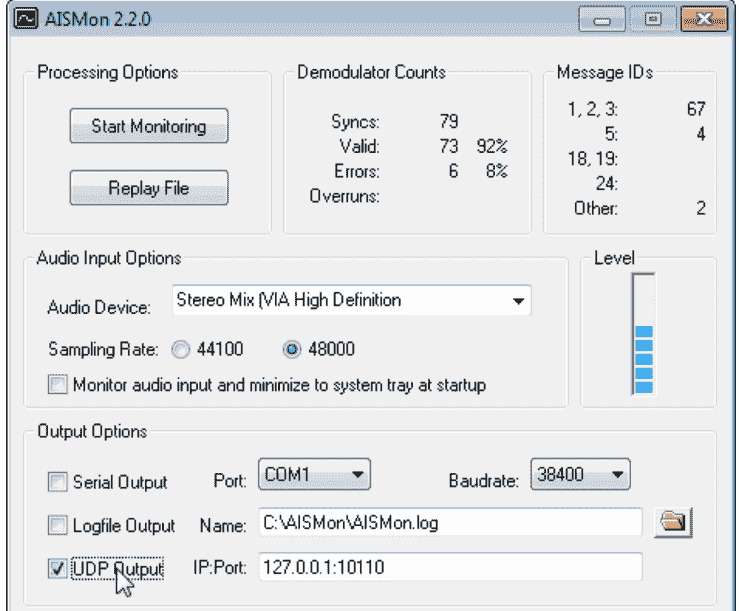 AISMon 2.2.0
Processing Options
Start Monitoring
Replay File
Demodulator Counts
Syncs: 79
Valid: 73 92%
Errors: 6 8%
Overruns:
Message IDs
1, 2, 3: 67
5: 4
18, 19:
24:
Other: 2
Audio Input Options
Audio Device: Stereo Mix (VIA High Definition
Sampling Rate: 44100 48000
Monitor audio input and minimize to system tray at startup
Level
Output Options
Serial Output Port: COM1 Baudrate: 38400
Logfile Output Name: C:\AISMon\AISMon.log
UDP Output IP:Port: 127.0.0.1:10110